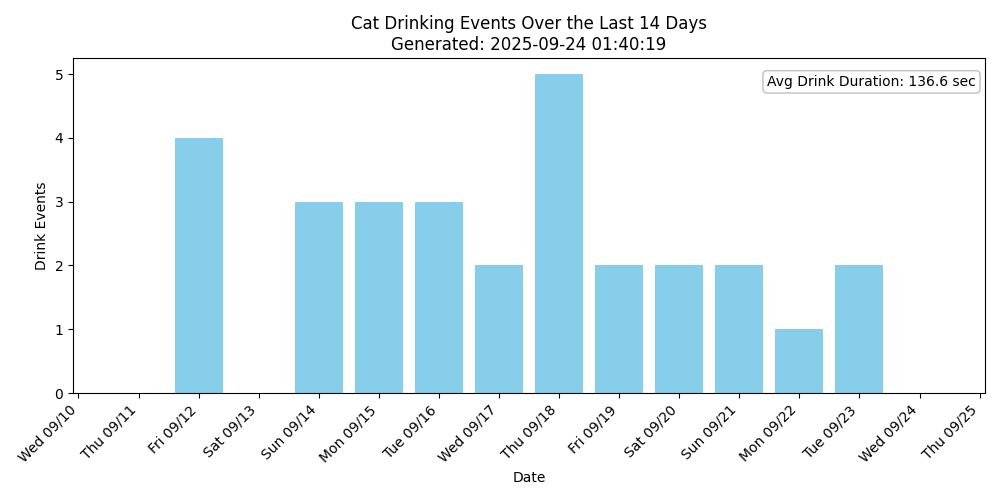 Cat Drinking Events Over the Last 14 Days
Generated: 2025-09-24 01:40:19
Avg Drink Duration: 136.6 sec
Drink Events
5
4
3
2
1
0
Wed 09/10
Thu 09/11
Fri 09/12
Sat 09/13
Sun 09/14
Mon 09/15
Tue 09/16
Wed 09/17
Thu 09/18
Fri 09/19
Sat 09/20
Sun 09/21
Mon 09/22
Tue 09/23
Wed 09/24
Thu 09/25
Date